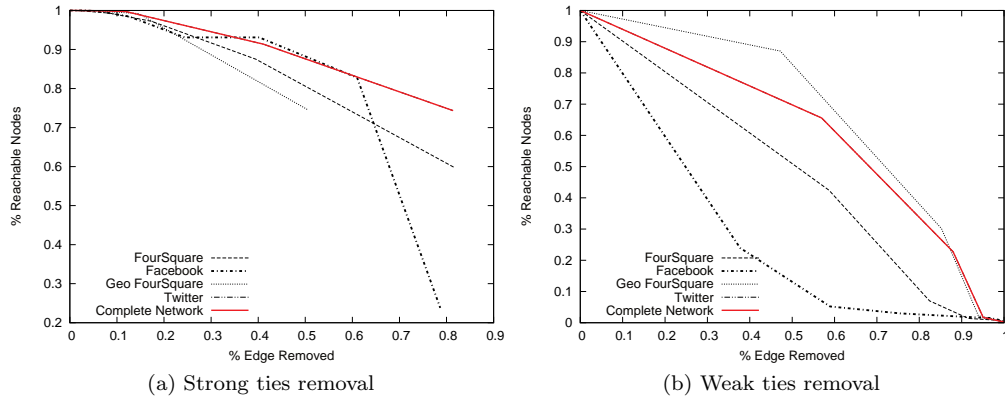 1
0.9
0.8
0.7
0.6
0.5
0.4
0.3
0.2
% Reachable Nodes
FourSquare
Facebook
Geo FourSquare
Twitter
Complete Network
0 0.1 0.2 0.3 0.4 0.5 0.6 0.7 0.8 0.9
% Edge Removed
(a) Strong ties removal
1
0.9
0.8
0.7
0.6
0.5
0.4
0.3
0.2
0.1
0
% Reachable Nodes
FourSquare
Facebook
Geo FourSquare
Twitter
Complete Network
0 0.1 0.2 0.3 0.4 0.5 0.6 0.7 0.8 0.9 1
% Edge Removed
(b) Weak ties removal